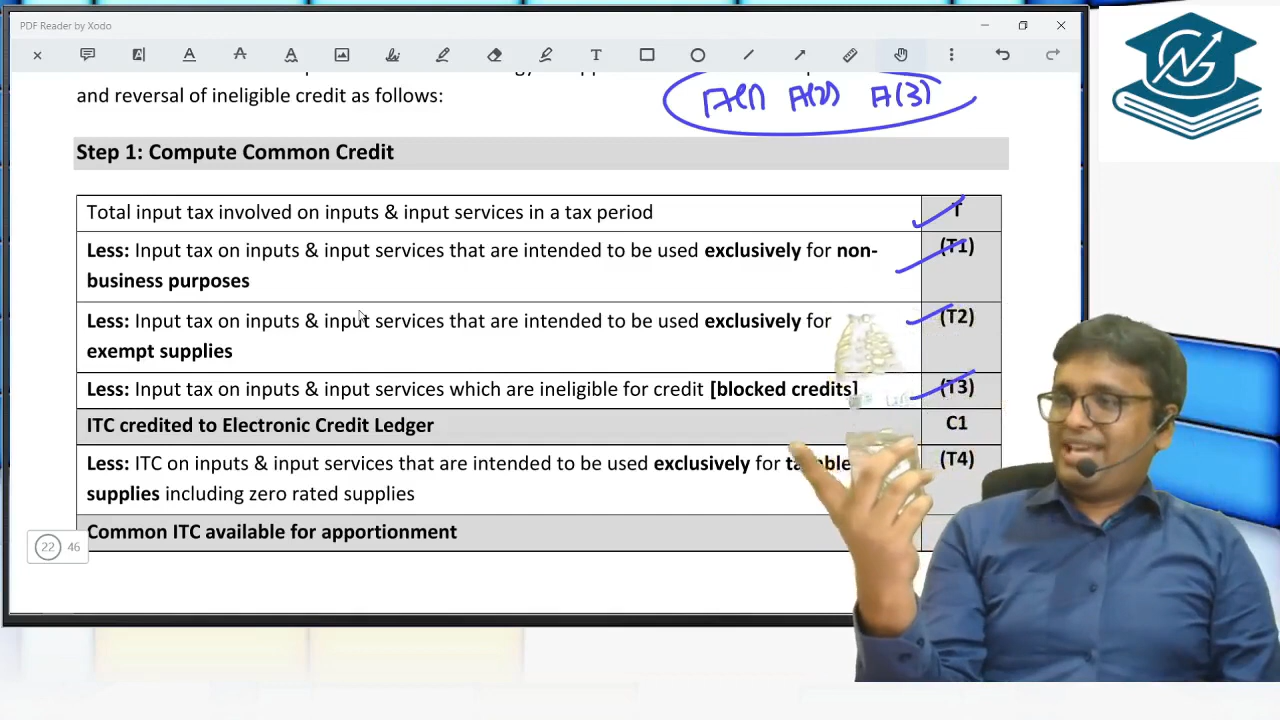 PDF Reader by Xodo
and reversal of ineligible credit as follows:
A(1) A(2) A(3)
Step 1: Compute Common Credit
Total input tax involved on inputs & input services in a tax period T
Less: Input tax on inputs & input services that are intended to be used exclusively for non- (T1)
business purposes
Less: Input tax on inputs & input services that are intended to be used exclusively for (T2)
exempt supplies
Less: Input tax on inputs & input services which are ineligible for credit [blocked credits] (T3)
ITC credited to Electronic Credit Ledger C1
Less: ITC on inputs & input services that are intended to be used exclusively for (T4)
supplies including zero rated supplies
Common ITC available for apportionment
22 46